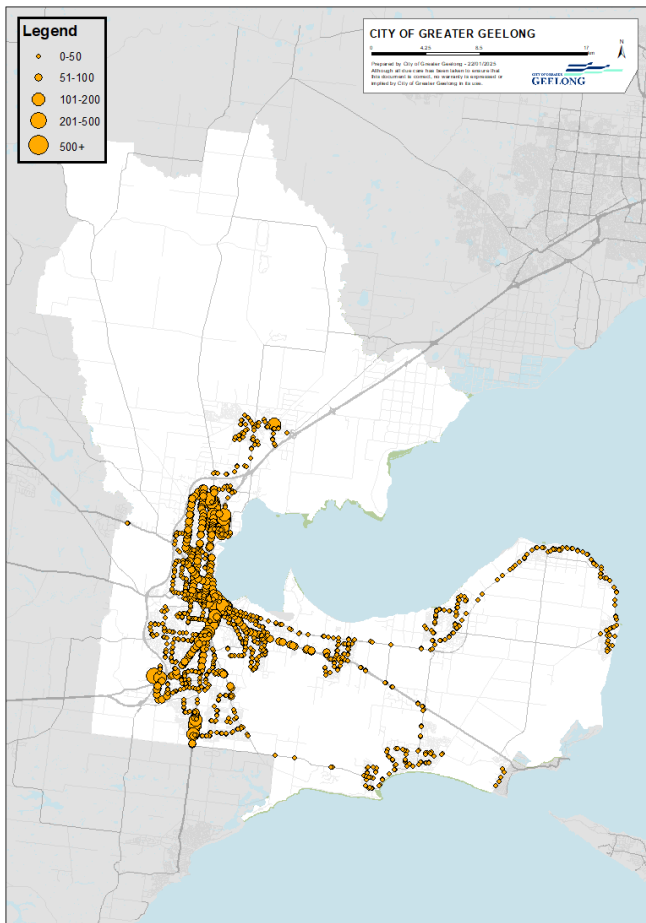 Legend
0-50
51-100
101-200
201-500
500+
CITY OF GREATER GEELONG
N
0 4.25 8.5 17
km
Prepared by City of Greater Geelong - 22/01/2025
Although all due care has been taken to ensure that
this document is correct, no warranty is expressed or
implied by City of Greater Geelong in its use.
CITY OF GREATER
GEELONG